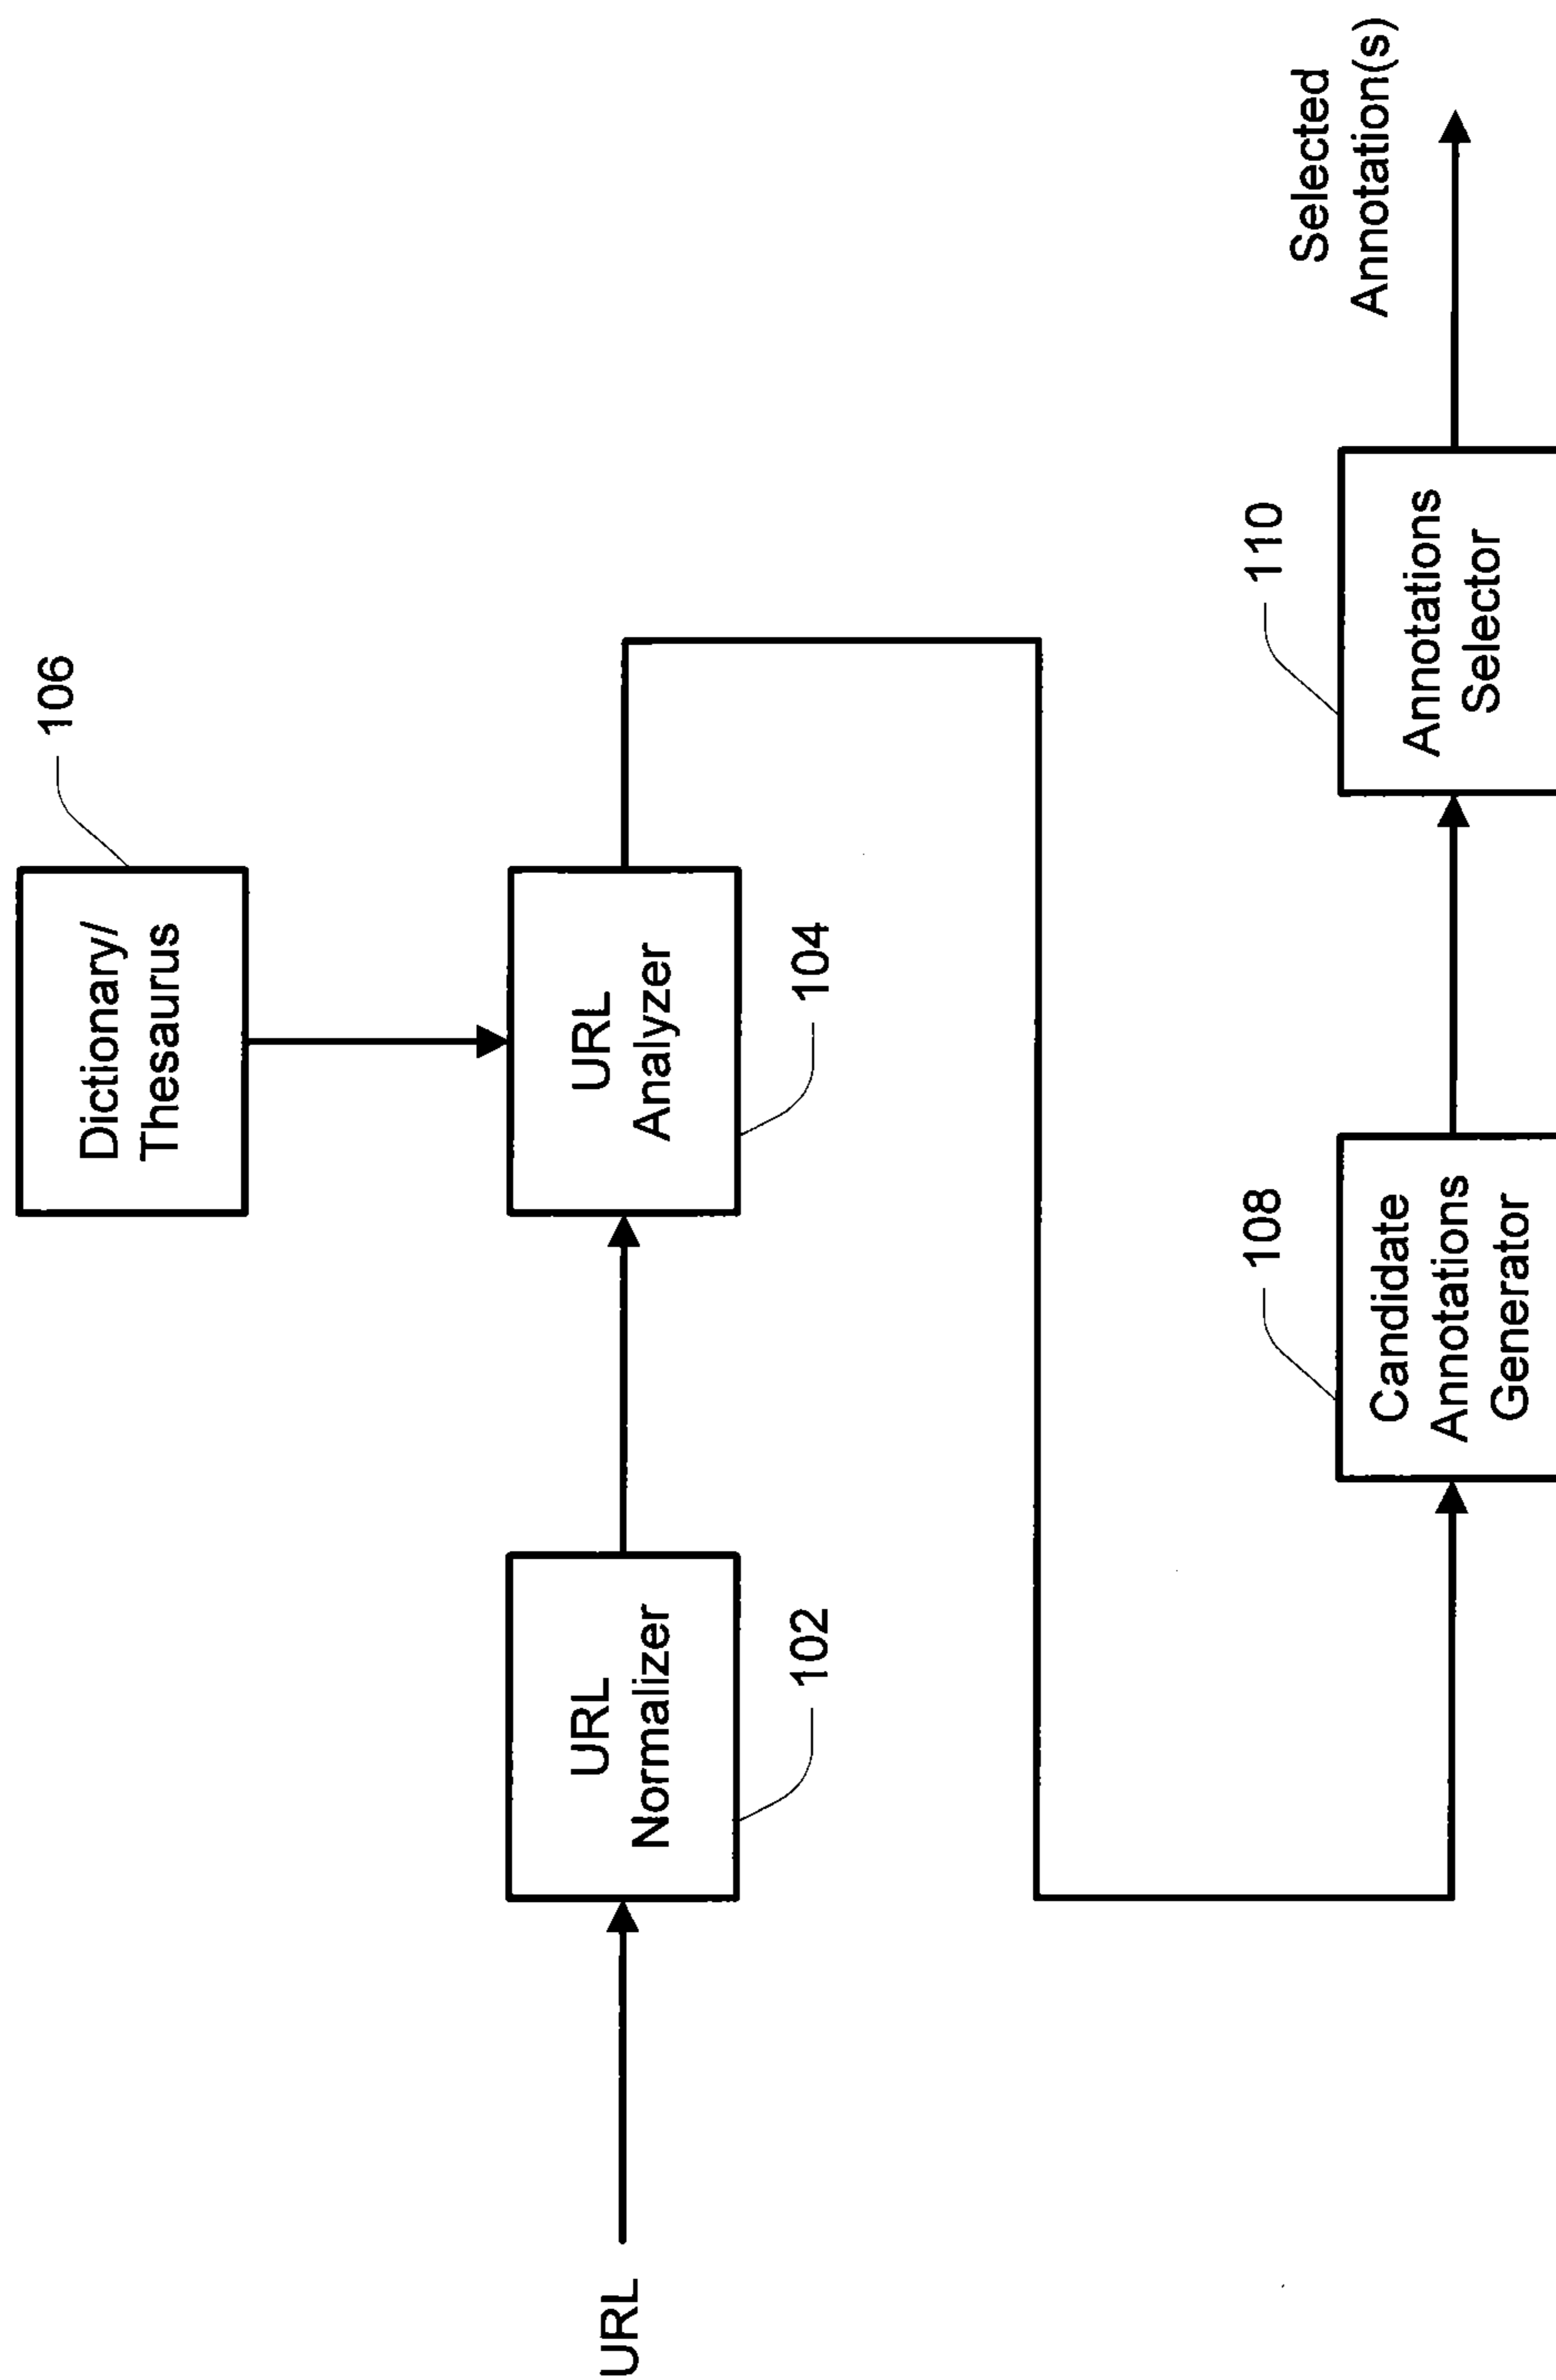 106
Dictionary/
Thesaurus
URL
URL
Normalizer
102
URL
Analyzer
104
108
Candidate
Annotations
Generator
110
Annotations
Selector
Selected
Annotation(s)